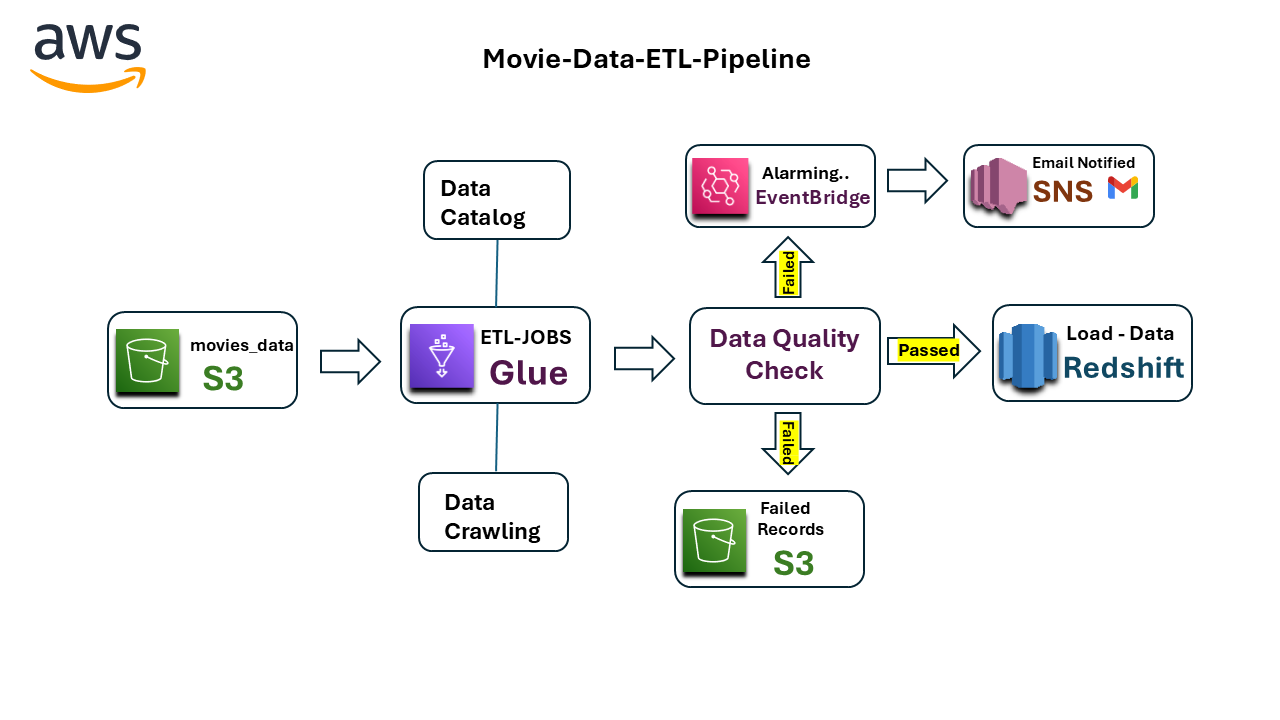 aws
Movie-Data-ETL-Pipeline
Data
Catalog
Alarming..
EventBridge
Email Notified
SNS
Failed
movies_data
S3
ETL-JOBS
Glue
Data Quality
Check
Passed
Load - Data
Redshift
Failed
Data
Crawling
Failed
Records
S3